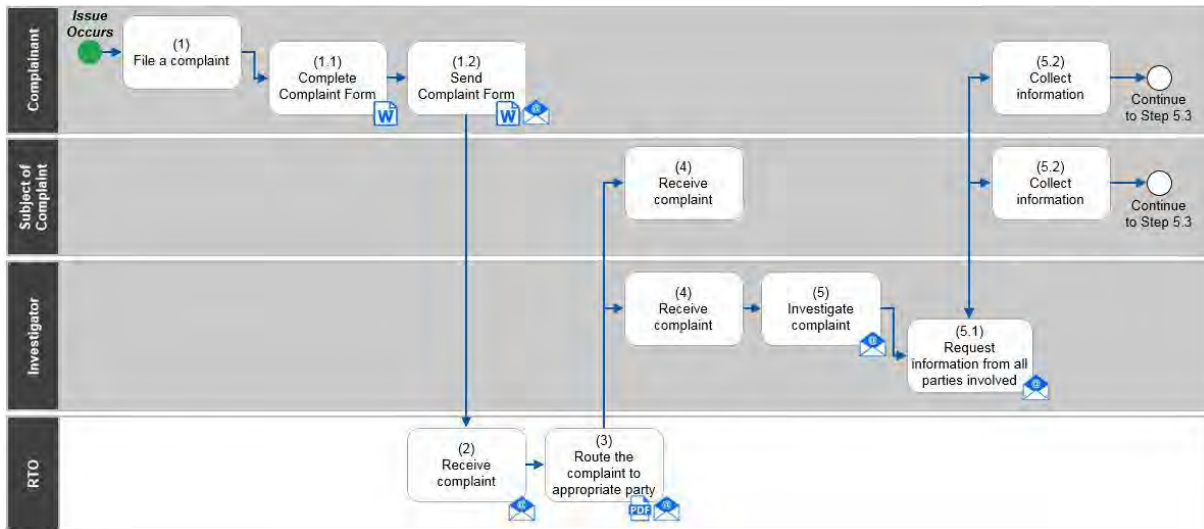 Complainant
Issue
Occurs
(1)
File a complaint
(1.1)
Complete
Complaint Form
W
(1.2)
Send
Complaint Form
W
@
(5.2)
Collect
information
Continue
to Step 5.3
Subject of
Complaint
(4)
Receive
complaint
(5.2)
Collect
information
Continue
to Step 5.3
Investigator
(4)
Receive
complaint
(5)
Investigate
complaint
@
(5.1)
Request
information from all
parties involved
@
RTO
(2)
Receive
complaint
@
(3)
Route the
complaint to
appropriate party
PDF
@